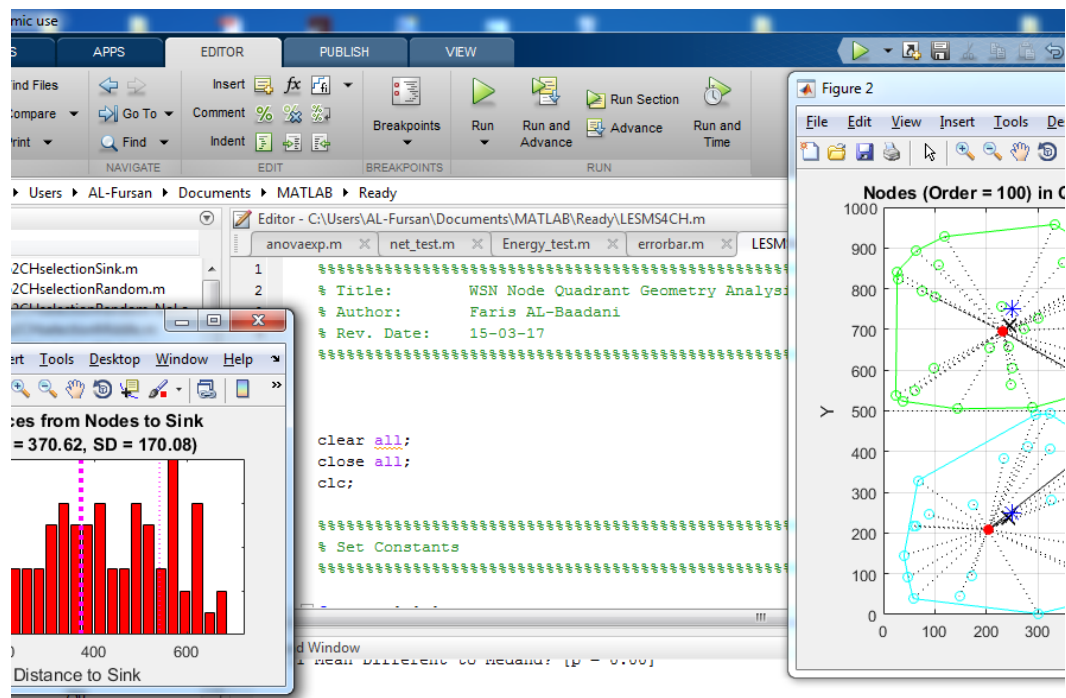 mic use
S APPS EDITOR PUBLISH VIEW
ind Files
Insert
ompare
Go To
Comment
rint
Find
Indent
Breakpoints
Run
Run and Advance
Run Section
Advance
Run and Time
NAVIGATE EDIT BREAKPOINTS RUN
Users AL-Fursan Documents MATLAB Ready
Editor - C:\Users\AL-Fursan\Documents\MATLAB\Ready\LESMS4CH.m
anovaexp.m net_test.m Energy_test.m errorbar.m LESM
2CHselectionSink.m
2CHselectionRandom.m
1 %%%%%%%%%%%%%%%%%%%%%%%%%%%%%%%%%%%%%%%%%%%%%%%%%%%%%%%%%%%
2 % Title: WSN Node Quadrant Geometry Analysi
% Author: Faris AL-Baadani
% Rev. Date: 15-03-17
%%%%%%%%%%%%%%%%%%%%%%%%%%%%%%%%%%%%%%%%%%%%%%%%%%%%%%%%%%%
clear all;
close all;
clc;
%%%%%%%%%%%%%%%%%%%%%%%%%%%%%%%%%%%%%%%%%%%%%%%%%%%%%%%%%%%
% Set Constants
%%%%%%%%%%%%%%%%%%%%%%%%%%%%%%%%%%%%%%%%%%%%%%%%%%%%%%%%%%%
d Window
ert Tools Desktop Window Help
ces from Nodes to Sink
= 370.62, SD = 170.08)
400 600
Distance to Sink
Figure 2
File Edit View Insert Tools De
Nodes (Order = 100) in
1000
900
800
700
600
500
400
300
200
100
0
Y
0 100 200 300